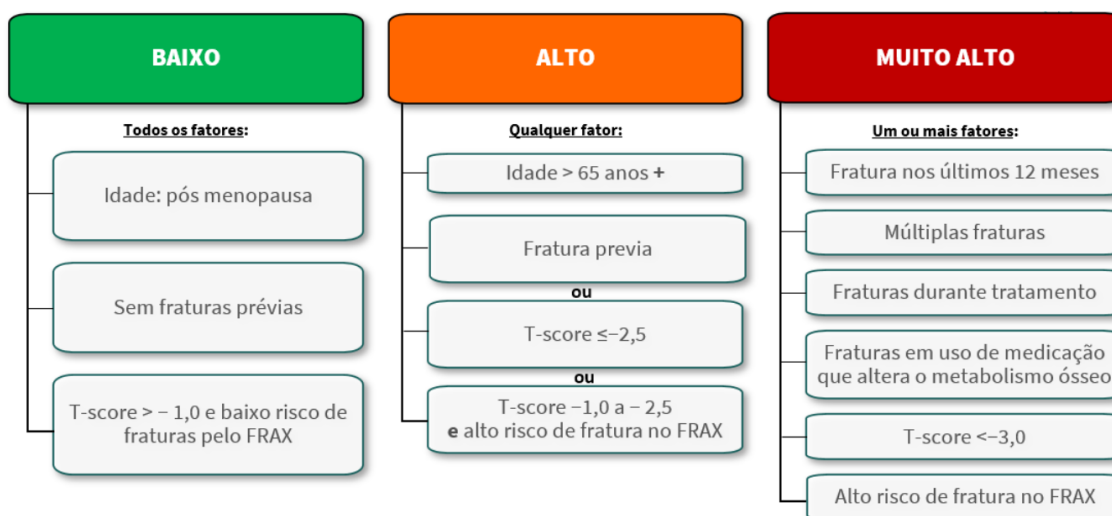 BAIXO
Todos os fatores:
Idade: pós menopausa
Sem fraturas prévias
T-score > − 1,0 e baixo risco de
fraturas pelo FRAX
ALTO
Qualquer fator:
Idade > 65 anos +
Fratura previa
ou
T-score ≤−2,5
ou
T-score −1,0 a − 2,5
e alto risco de fratura no FRAX
MUITO ALTO
Um ou mais fatores:
Fratura nos últimos 12 meses
Múltiplas fraturas
Fraturas durante tratamento
Fraturas em uso de medicação
que altera o metabolismo ósseo
T-score <−3,0
Alto risco de fratura no FRAX